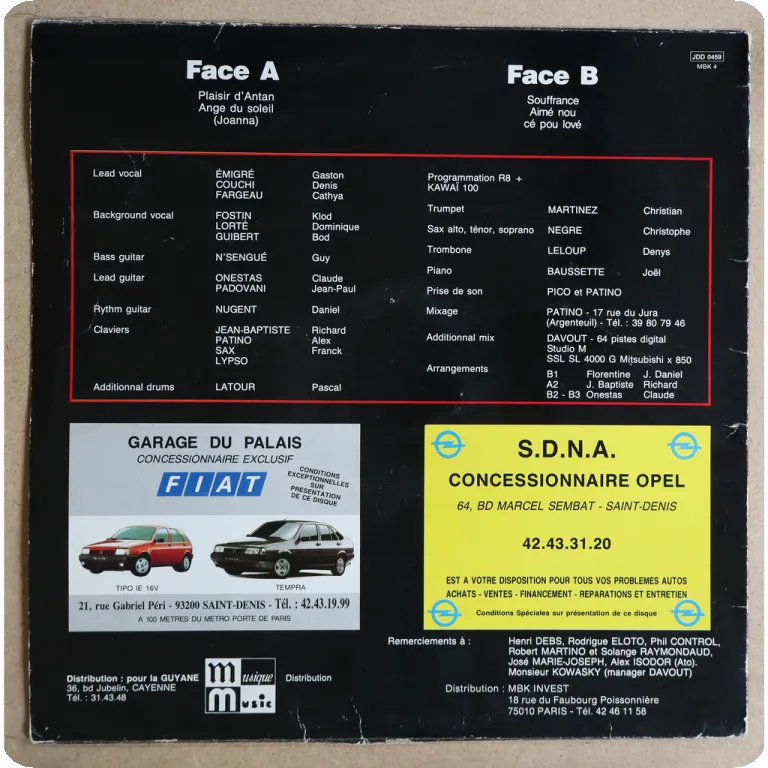 Face A
Plaisir d'Antan
Ange du soleil
(Joanna)
Face B
Souffrance
Aimé nou
cé pou lové
JDD 0459
MBK 4
Lead vocal ÉMIGRÉ Gaston
COUCHI Denis
FARGEAU Cathya
Background vocal FOSTIN Klod
LORTÉ Dominique
GUIBERT Bod
Bass guitar N'SENGUÉ Guy
Lead guitar ONESTAS Claude
PADOVANI Jean-Paul
Rythm guitar NUGENT Daniel
Claviers JEAN-BAPTISTE Richard
PATINO Alex
SAX Franck
LYPSO
Additionnal drums LATOUR Pascal
Programmation R8 +
KAWAÏ 100
Trumpet MARTINEZ Christian
Sax alto, ténor, soprano NEGRE Christophe
Trombone LELOUP Denys
Piano BAUSSETTE Joël
Prise de son PICO et PATINO
Mixage PATINO - 17 rue du Jura
(Argenteuil) - Tél. : 39 80 79 46
Additionnal mix DAVOUT - 64 pistes digital
Studio M
SSL SL 4000 G Mitsubishi x 850
Arrangements B1 Florentine J. Daniel
A2 J. Baptiste Richard
B2 - B3 Onestas Claude
GARAGE DU PALAIS
CONCESSIONNAIRE EXCLUSIF
FIAT
CONDITIONS
EXCEPTIONNELLES
SUR
PRESENTATION
DE CE DISQUE
TIPO IE 16V TEMPRA
21, rue Gabriel Péri - 93200 SAINT-DENIS - Tél. : 42.43.19.99
A 100 METRES DU METRO PORTE DE PARIS
S.D.N.A.
CONCESSIONNAIRE OPEL
64, BD MARCEL SEMBAT - SAINT-DENIS
42.43.31.20
EST A VOTRE DISPOSITION POUR TOUS VOS PROBLEMES AUTOS
ACHATS - VENTES - FINANCEMENT - REPARATIONS ET ENTRETIEN
Conditions Spéciales sur présentation de ce disque
Remerciements à : Henri DEBS, Rodrigue ELOTO, Phil CONTROL,
Robert MARTINO et Solange RAYMONDAUD,
José MARIE-JOSEPH, Alex ISODOR (Ato).
Monsieur KOWASKY (manager DAVOUT)
Distribution : pour la GUYANE
36, bd Jubelin, CAYENNE
Tél. : 31.43.48
m musique
m music
Distribution
Distribution : MBK INVEST
18 rue du Faubourg Poissonnière
75010 PARIS - Tél. 42 46 11 58